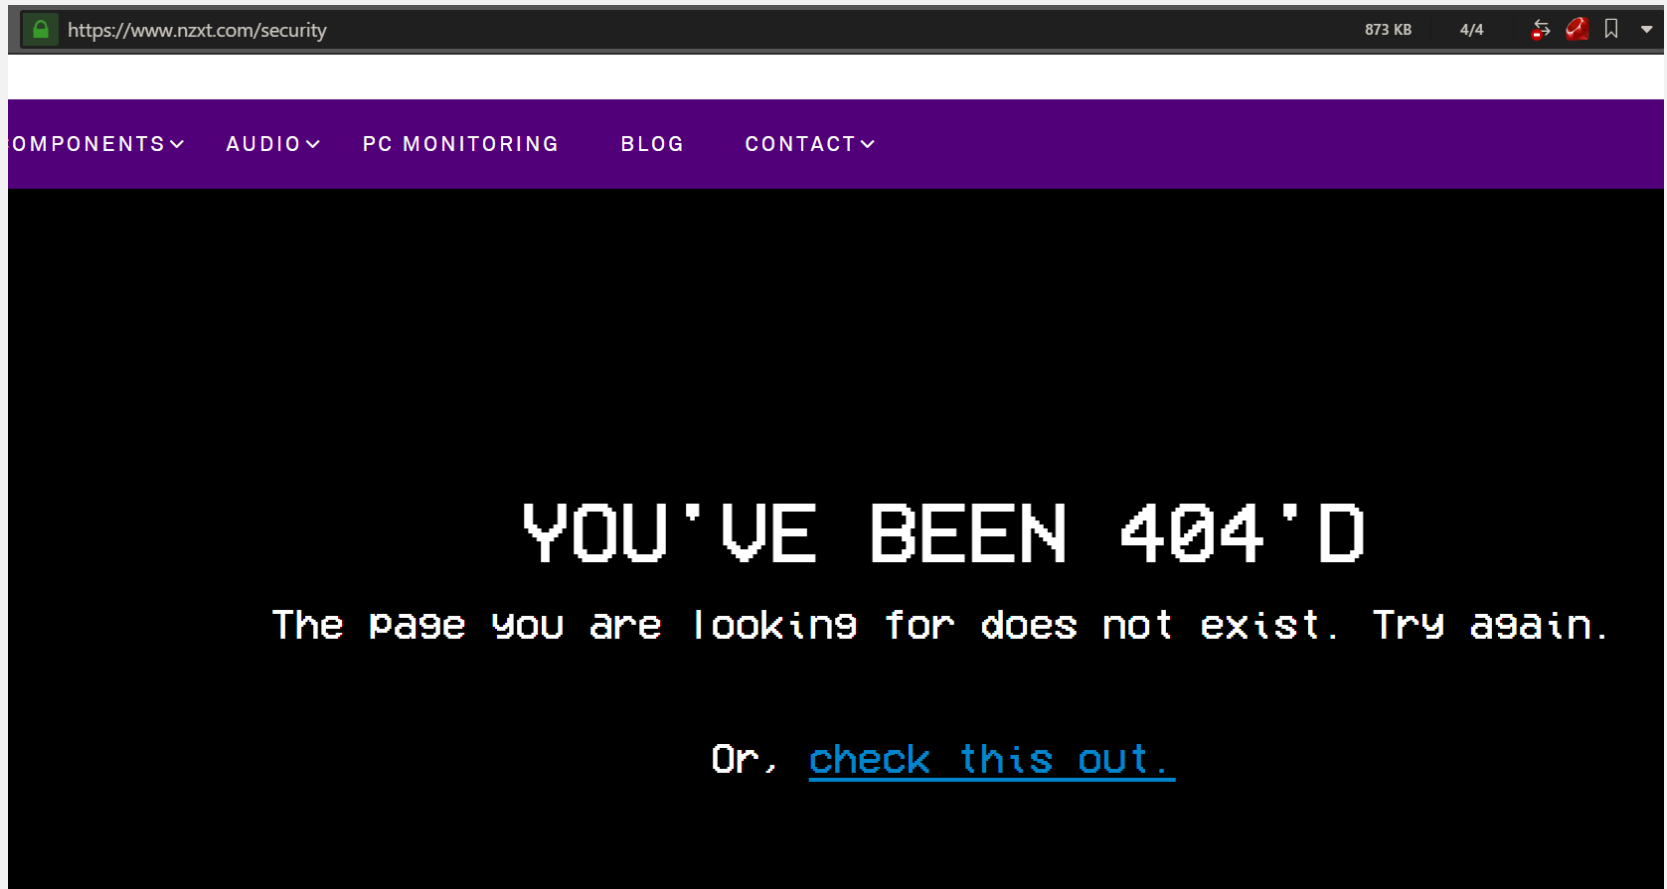 https://www.nzxt.com/security 873 KB 4/4
OMPONENTS AUDIO PC MONITORING BLOG CONTACT
YOU'VE BEEN 404'D
The page you are looking for does not exist. Try again.
Or, check this out.